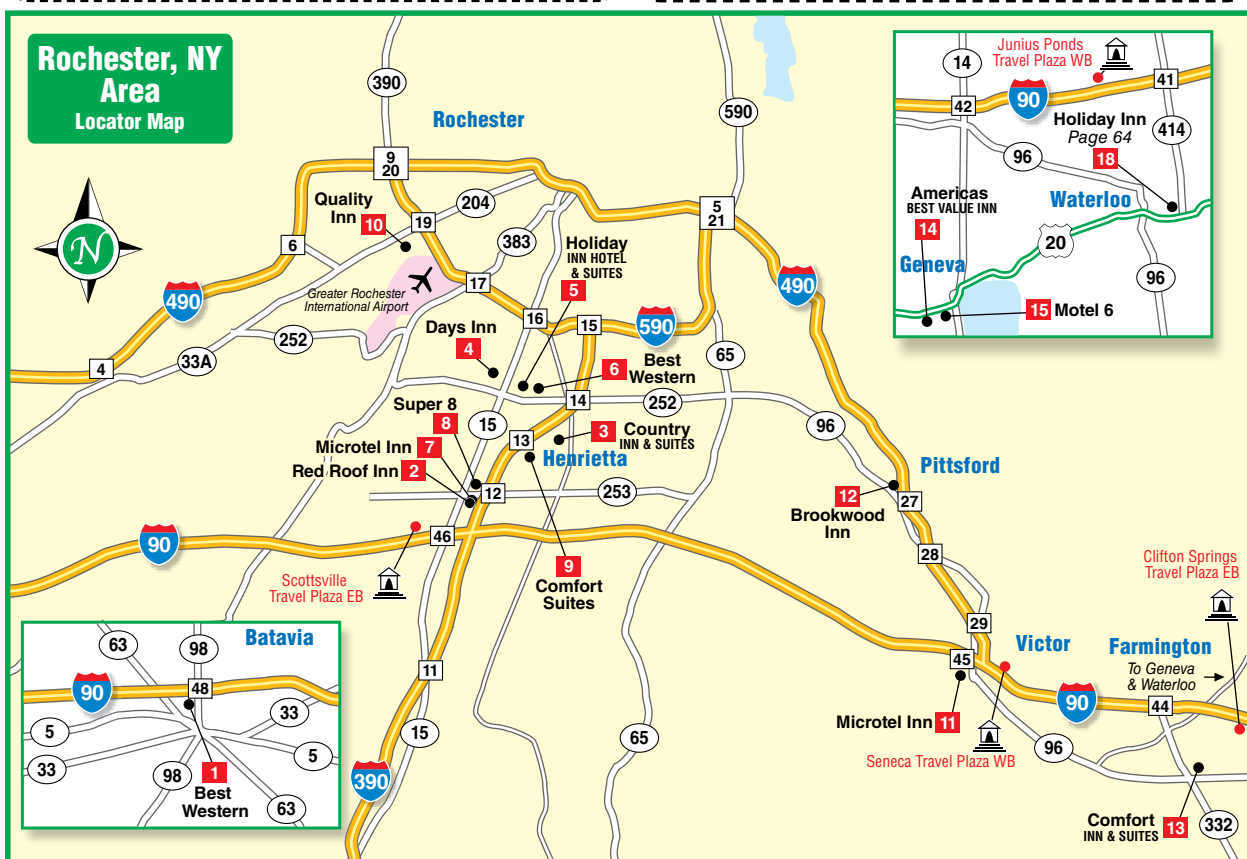 Rochester, NY
Area
Locator Map
390
Rochester
590
9
20
5
21
204
Quality
Inn
10
19
6
383
Holiday
INN HOTEL
& SUITES
5
490
Greater Rochester
International Airport
17
490
252
16
15
590
Days Inn
4
33A
4
65
6
Best
Western
14
252
Super 8
8
15
96
13
3
Country
INN & SUITES
Microtel Inn
7
Henrietta
Red Roof Inn
2
12
253
Pittsford
12
27
Brookwood
Inn
90
46
28
9
Comfort
Suites
Scottsville
Travel Plaza EB
Clifton Springs
Travel Plaza EB
29
Victor
Farmington
To Geneva
& Waterloo
45
11
90
44
Microtel Inn
11
15
65
96
Seneca Travel Plaza WB
390
Comfort
INN & SUITES
13
332
N
Junius Ponds
Travel Plaza WB
14
41
90
42
Holiday Inn
Page 64
18
414
96
Americas
BEST VALUE INN
14
Waterloo
20
Geneva
96
15
Motel 6
Batavia
63
98
90
48
33
5
5
33
98
1
Best
Western
63